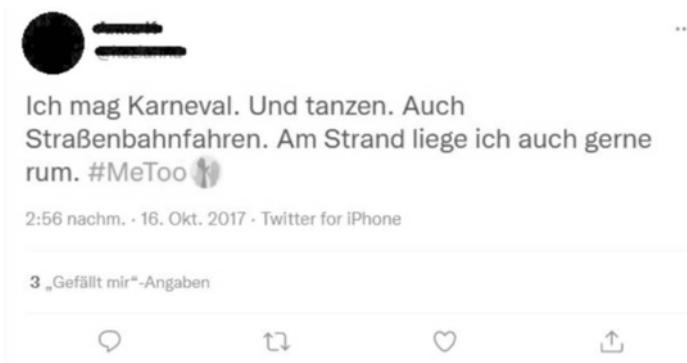 Ich mag Karneval. Und tanzen. Auch
Straßenbahnfahren. Am Strand liege ich auch gerne
rum. #MeToo
2:56 nachm. · 16. Okt. 2017 · Twitter for iPhone
3 „Gefällt mir“-Angaben